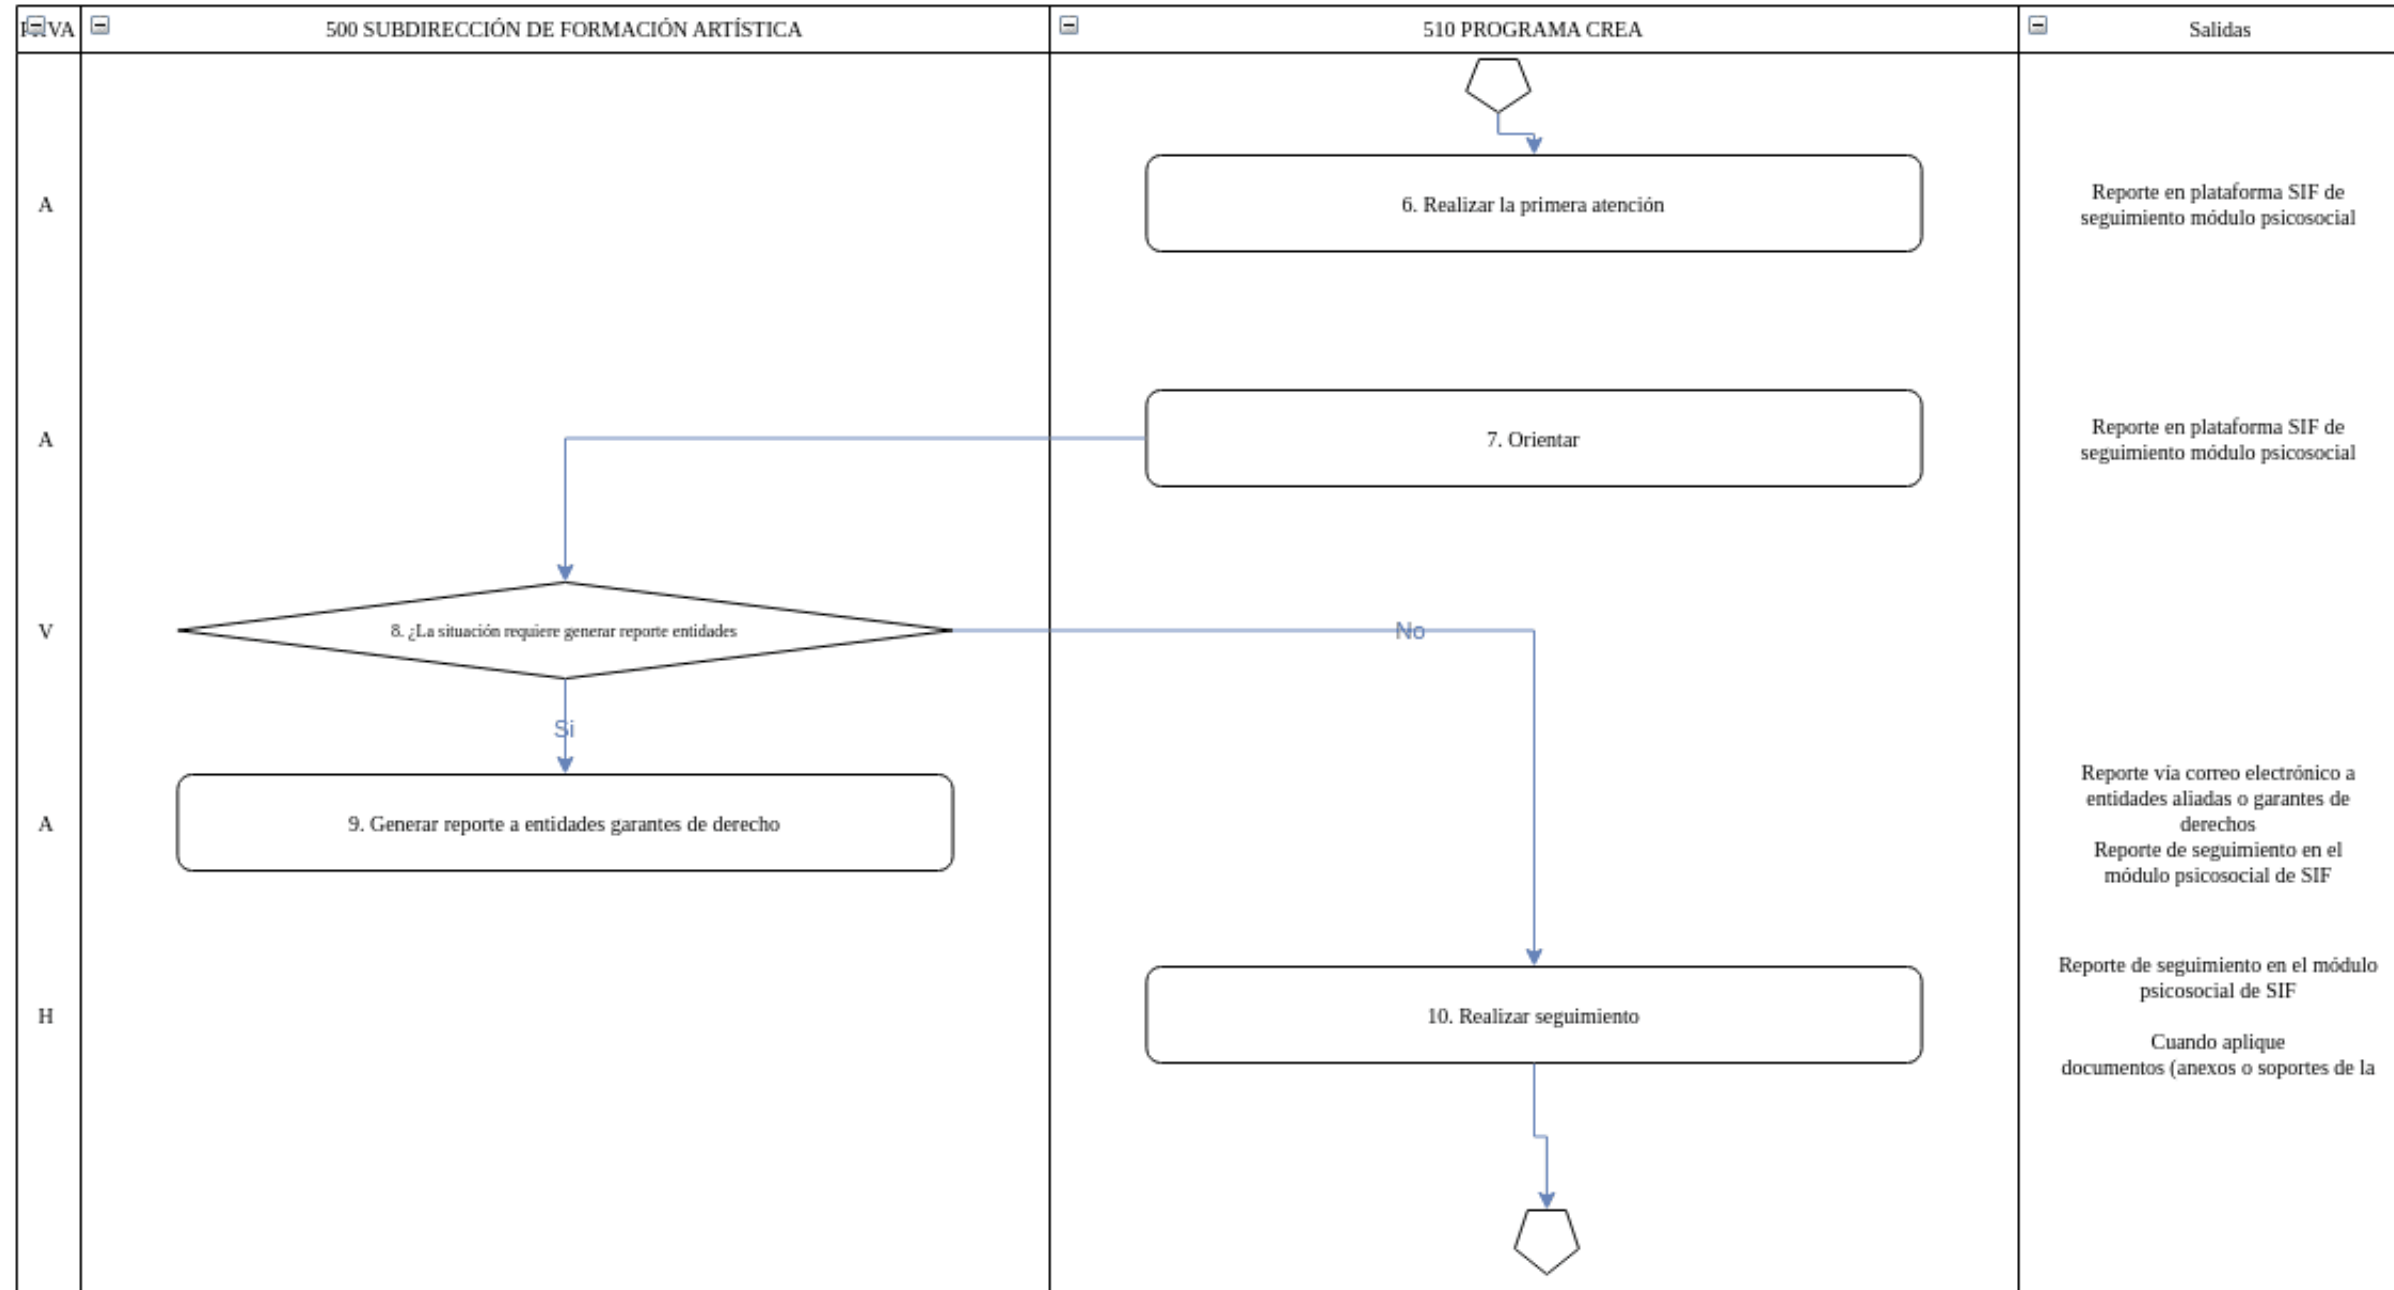 VA
500 SUBDIRECCIÓN DE FORMACIÓN ARTÍSTICA
510 PROGRAMA CREA
Salidas
A
6. Realizar la primera atención
Reporte en plataforma SIF de
seguimiento módulo psicosocial
A
7. Orientar
Reporte en plataforma SIF de
seguimiento módulo psicosocial
V
8. ¿La situación requiere generar reporte entidades
No
Si
A
9. Generar reporte a entidades garantes de derecho
Reporte vía correo electrónico a
entidades aliadas o garantes de
derechos
Reporte de seguimiento en el
módulo psicosocial de SIF
H
10. Realizar seguimiento
Reporte de seguimiento en el módulo
psicosocial de SIF
Cuando aplique
documentos (anexos o soportes de la